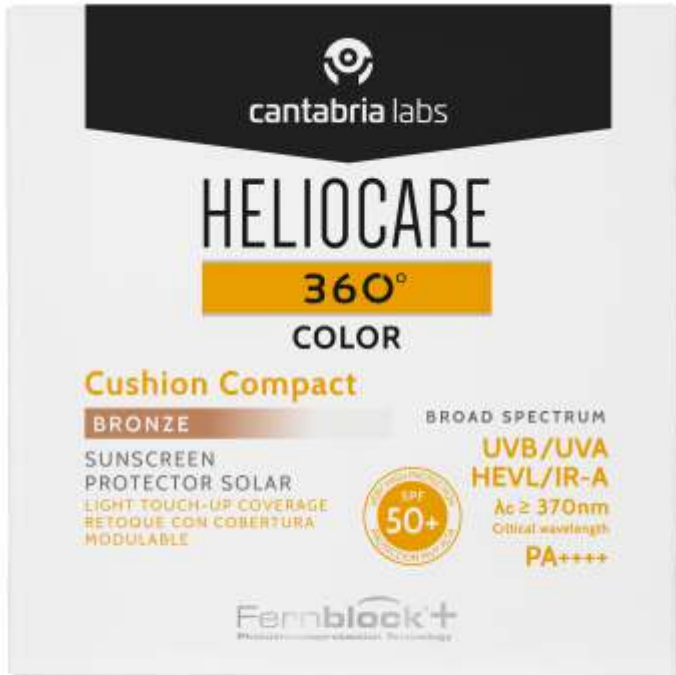 cantabria labs
HELIOCARE
360°
COLOR
Cushion Compact
BRONZE
SUNSCREEN
PROTECTOR SOLAR
LIGHT TOUCH-UP COVERAGE
RETOQUE CON COBERTURA
MODULABLE
BROAD SPECTRUM
UVB/UVA
HEVL/IR-A
λc ≥ 370nm
Critical wavelength
PA++++
SPF
50+
Fernblock+